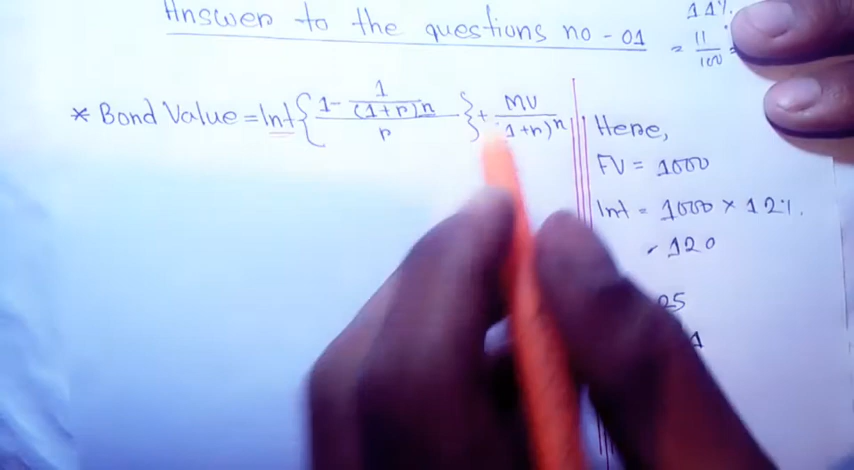 Answer to the questions no - 01
11%
= 11/100 =
* Bond Value = Int { 1 - 1/(1+r)n / r } + MV / 1+r)n
Here,
FV = 1000
Int = 1000 × 12%.
120
25